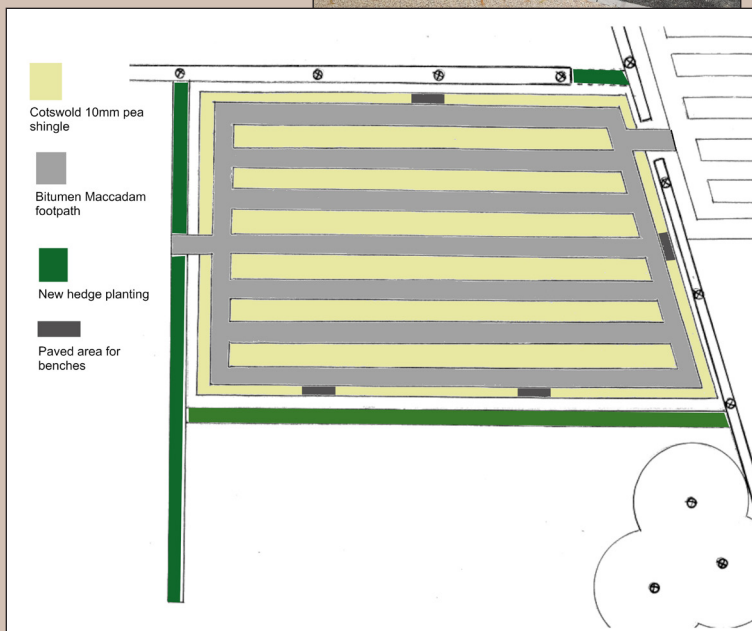 Cotswold 10mm pea
shingle
Bitumen Maccadam
footpath
New hedge planting
Paved area for
benches